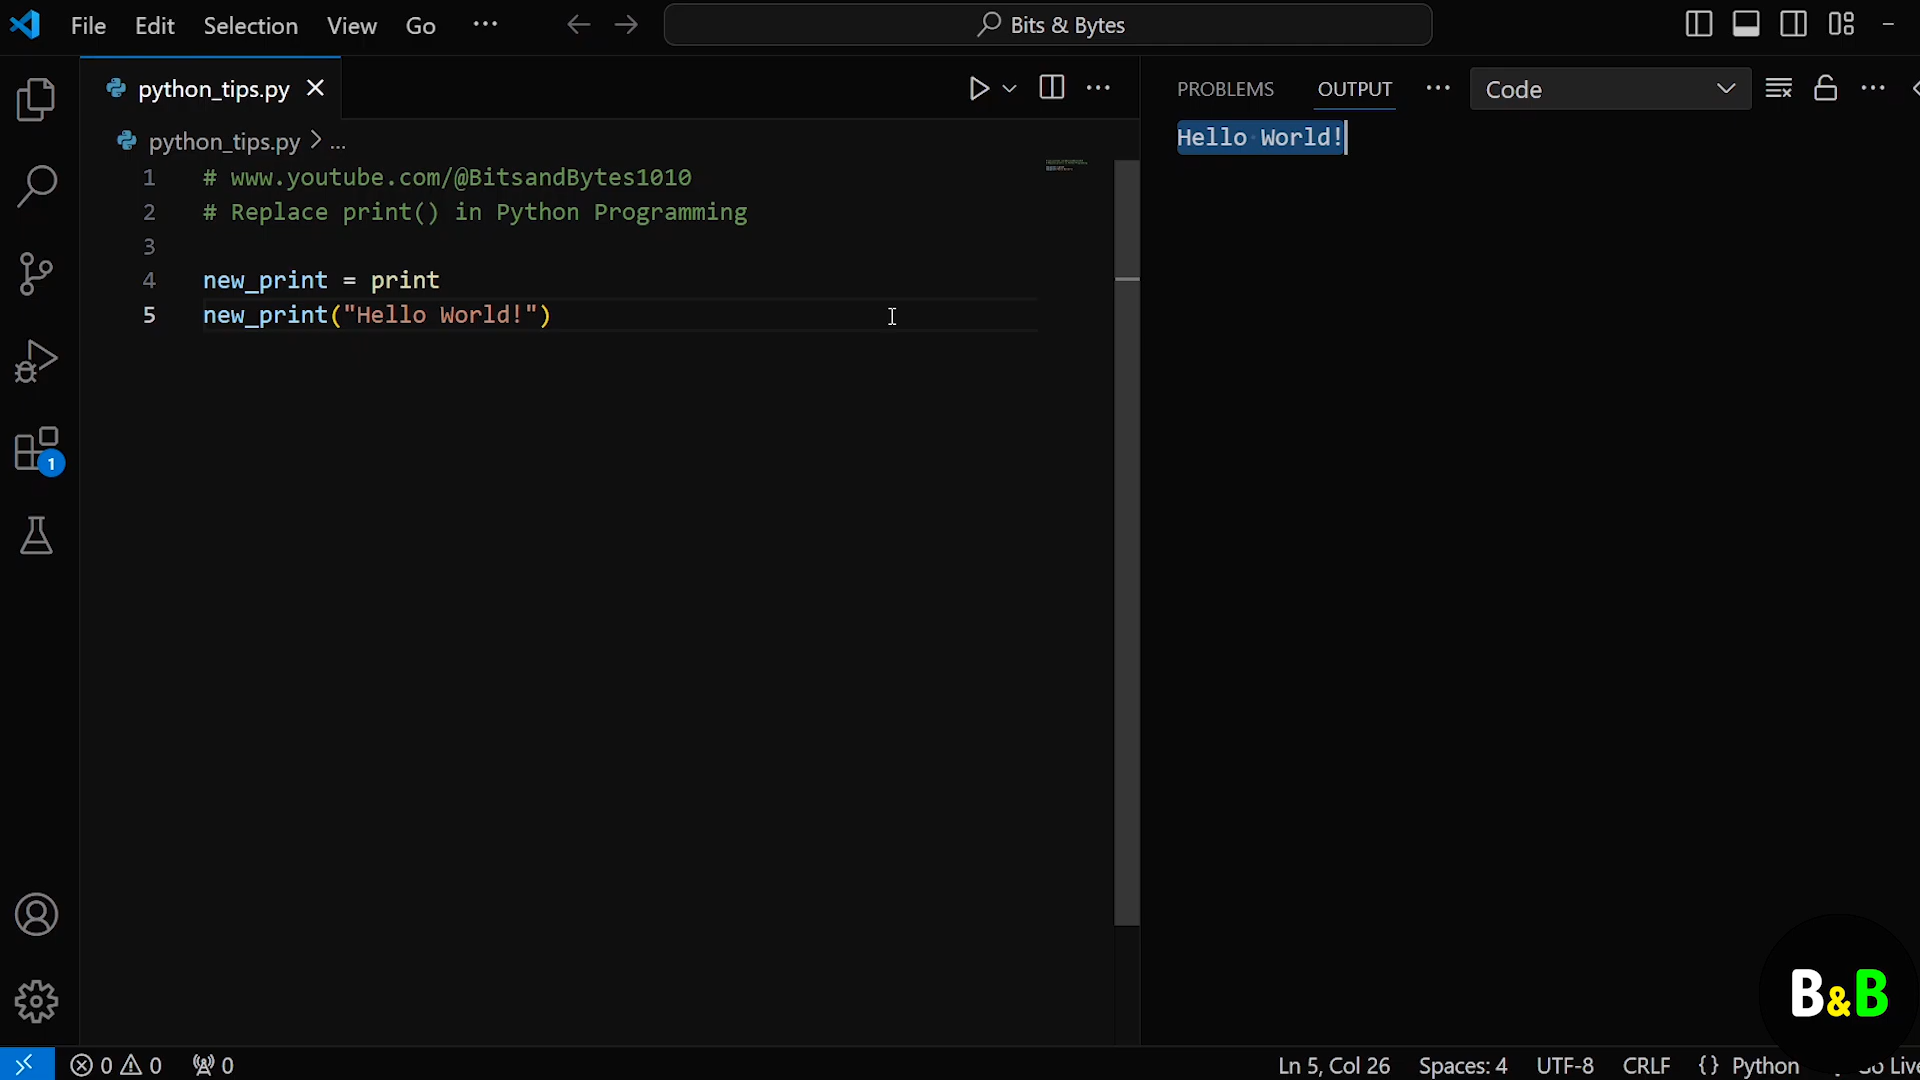 File Edit Selection View Go ··· Bits & Bytes
python_tips.py
PROBLEMS OUTPUT ··· Code
python_tips.py > ...
Hello World!
1 # www.youtube.com/@BitsandBytes1010
2 # Replace print() in Python Programming
3
4 new_print = print
5 new_print("Hello World!")
1
B&B
0 0 0 Ln 5, Col 26 Spaces: 4 UTF-8 CRLF {} Python Go Live